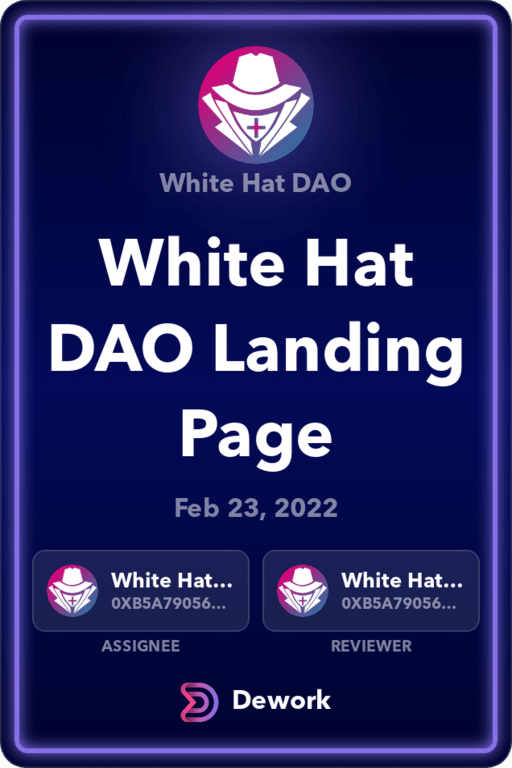 White Hat DAO
White Hat
DAO Landing
Page
Feb 23, 2022
White Hat... White Hat...
0XB5A79056... 0XB5A79056...
ASSIGNEE REVIEWER
Dework